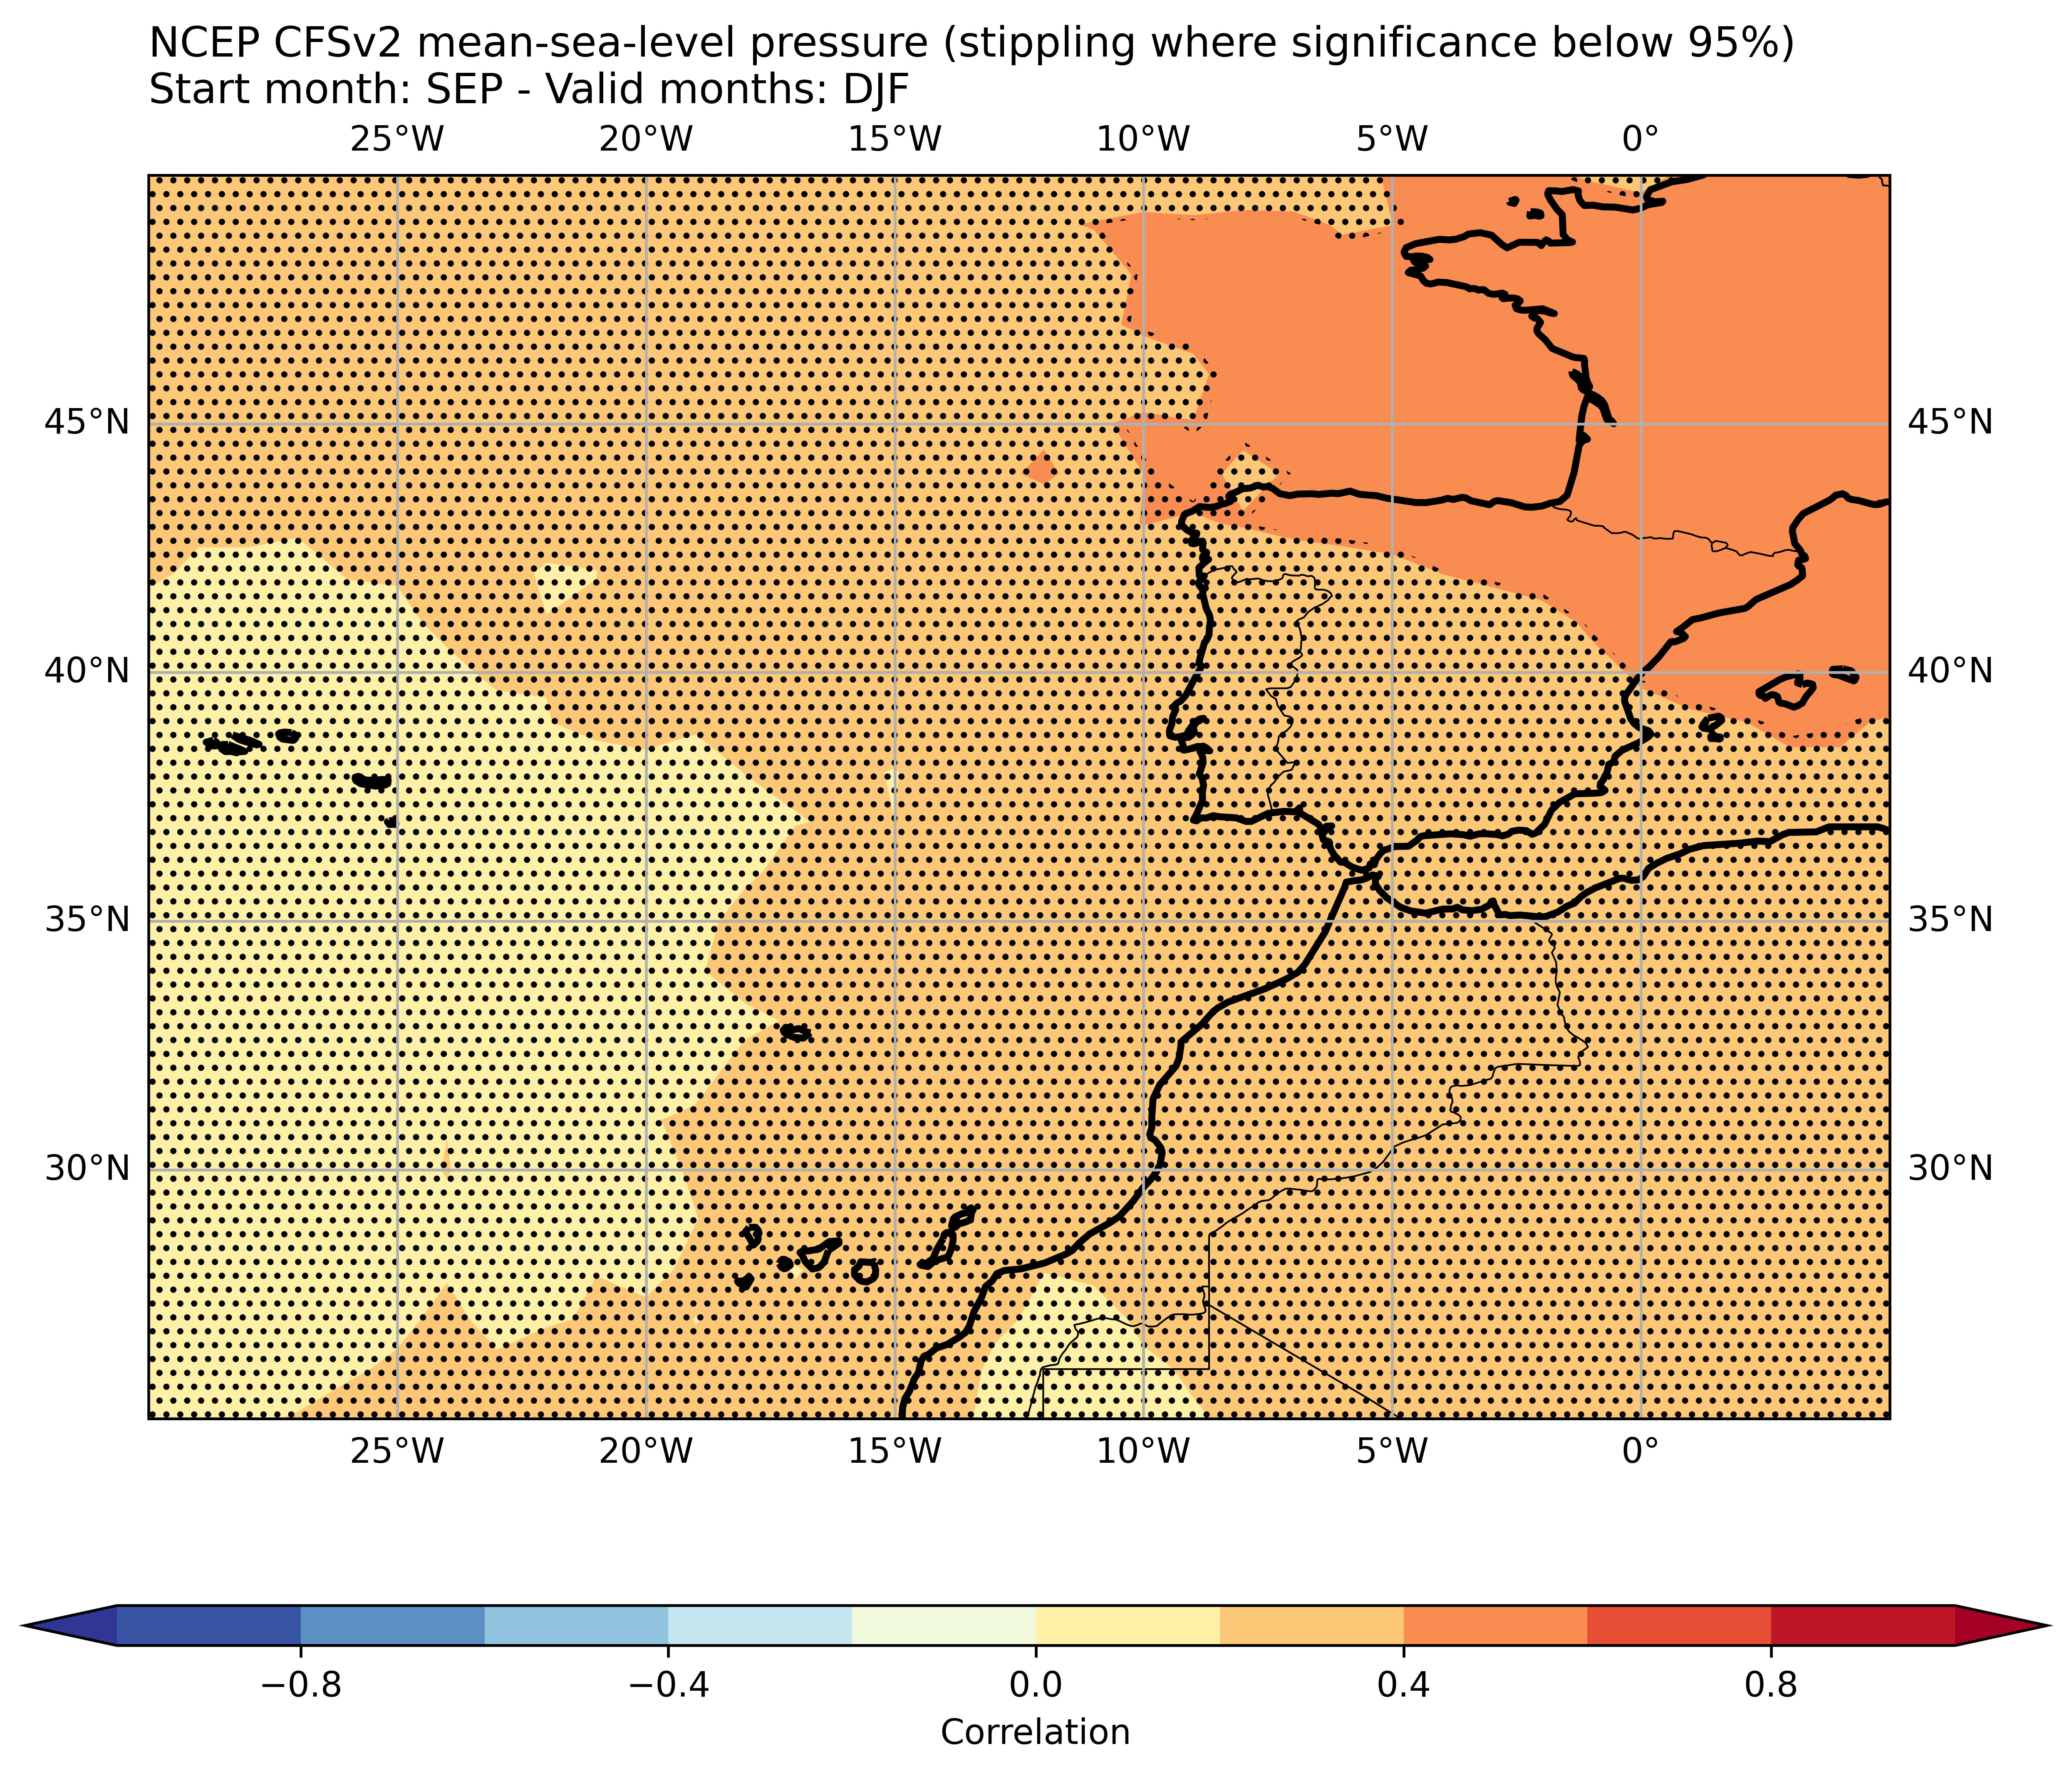 NCEP CFSv2 mean-sea-level pressure (stippling where significance below 95%)
Start month: SEP - Valid months: DJF
25°W 20°W 15°W 10°W 5°W 0°
45°N 45°N
40°N 40°N
35°N 35°N
30°N 30°N
25°W 20°W 15°W 10°W 5°W 0°
−0.8 −0.4 0.0 0.4 0.8
Correlation